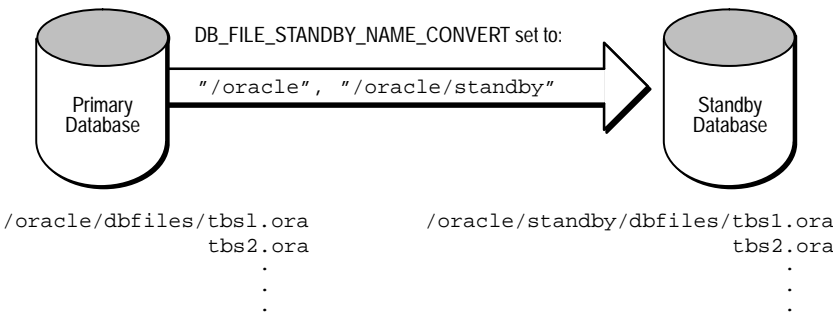 DB_FILE_STANDBY_NAME_CONVERT set to:
"/oracle", "/oracle/standby"
Primary
Database
Standby
Database
/oracle/dbfiles/tbs1.ora
tbs2.ora
.
.
.
/oracle/standby/dbfiles/tbs1.ora
tbs2.ora
.
.
.